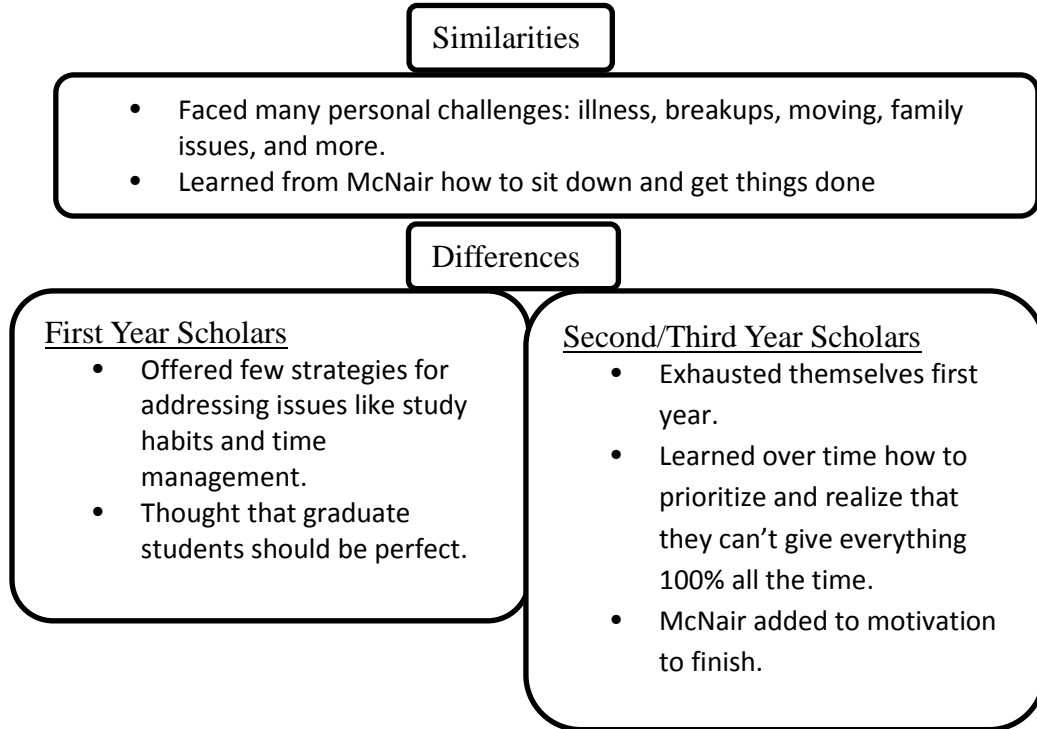 Similarities
• Faced many personal challenges: illness, breakups, moving, family
issues, and more.
• Learned from McNair how to sit down and get things done
Differences
First Year Scholars
• Offered few strategies for
addressing issues like study
habits and time
management.
• Thought that graduate
students should be perfect.
Second/Third Year Scholars
• Exhausted themselves first
year.
• Learned over time how to
prioritize and realize that
they can’t give everything
100% all the time.
• McNair added to motivation
to finish.